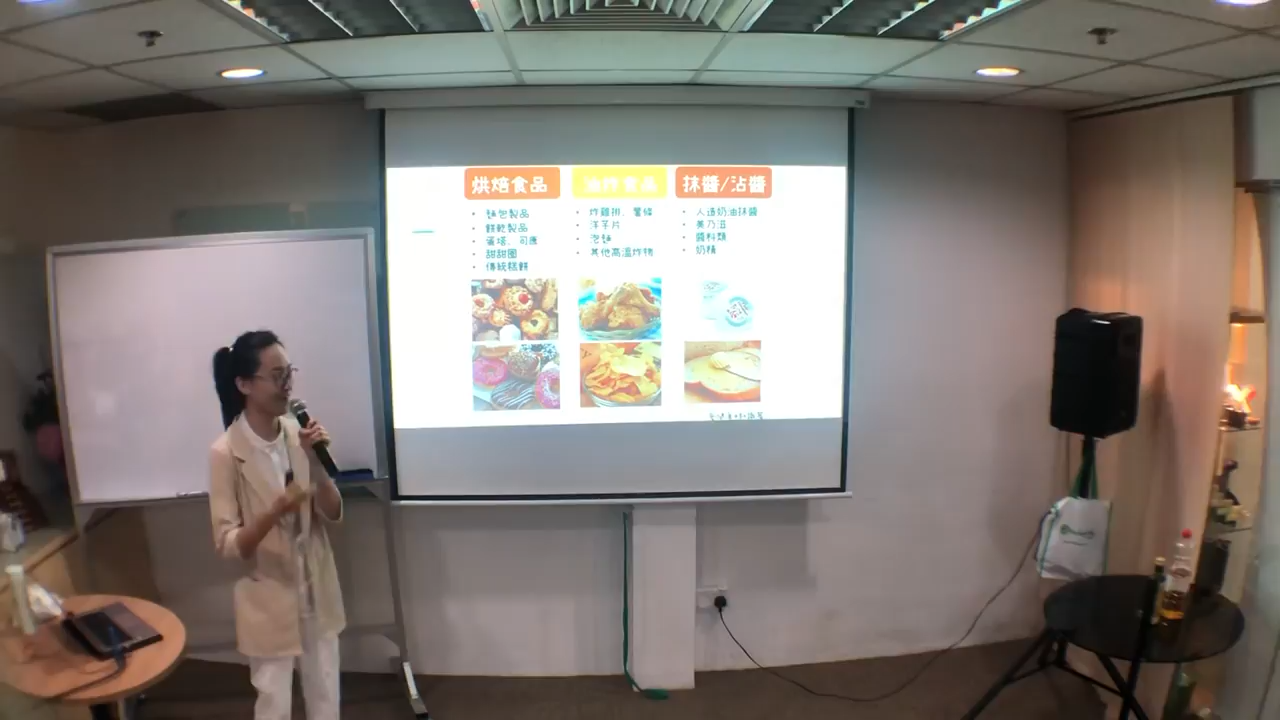 烘焙食品
麵包製品
餅乾製品
蛋塔、司康
甜甜圈
傳統糕餅
油炸食品
炸雞排、薯條
洋芋片
泡麵
其他高溫炸物
抹醬/沾醬
人造奶油抹醬
美乃滋
醬料類
奶精